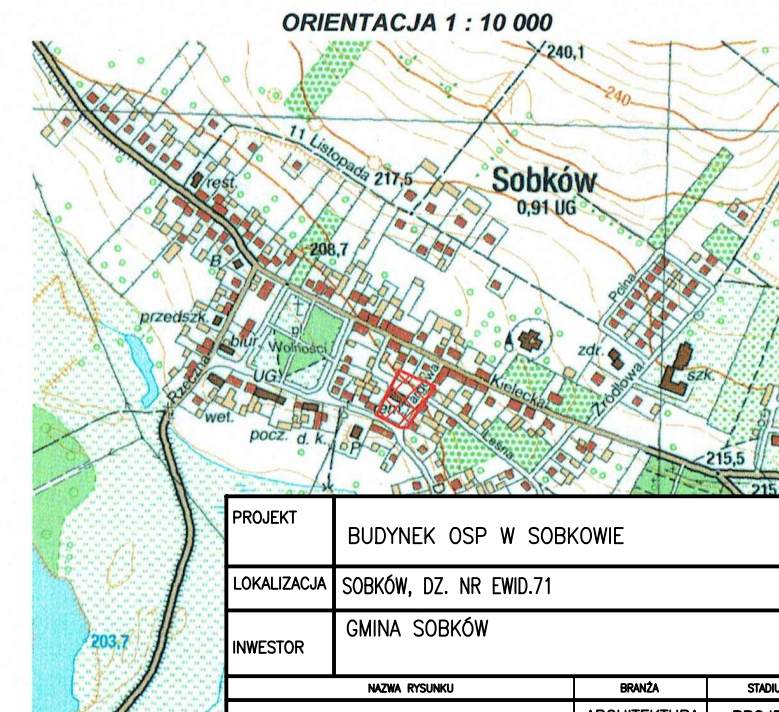 ORIENTACJA 1 : 10 000
240,1
240
11 Listopada
217,5
Sobków
0,91 UG
rest.
208,7
B
Polna
przedszk.
pl.
Wolności
biur.
zdr.
szk.
UG
Rzeczna
Kielecka
Źródłowa
wet.
pocz.
d. k.
P
Leśna
215,5
215
203,7
PROJEKT
BUDYNEK OSP W SOBKOWIE
LOKALIZACJA
SOBKÓW, DZ. NR EWID.71
INWESTOR
GMINA SOBKÓW
NAZWA RYSUNKU
BRANŻA
STADIU
ARCHITEKTURA